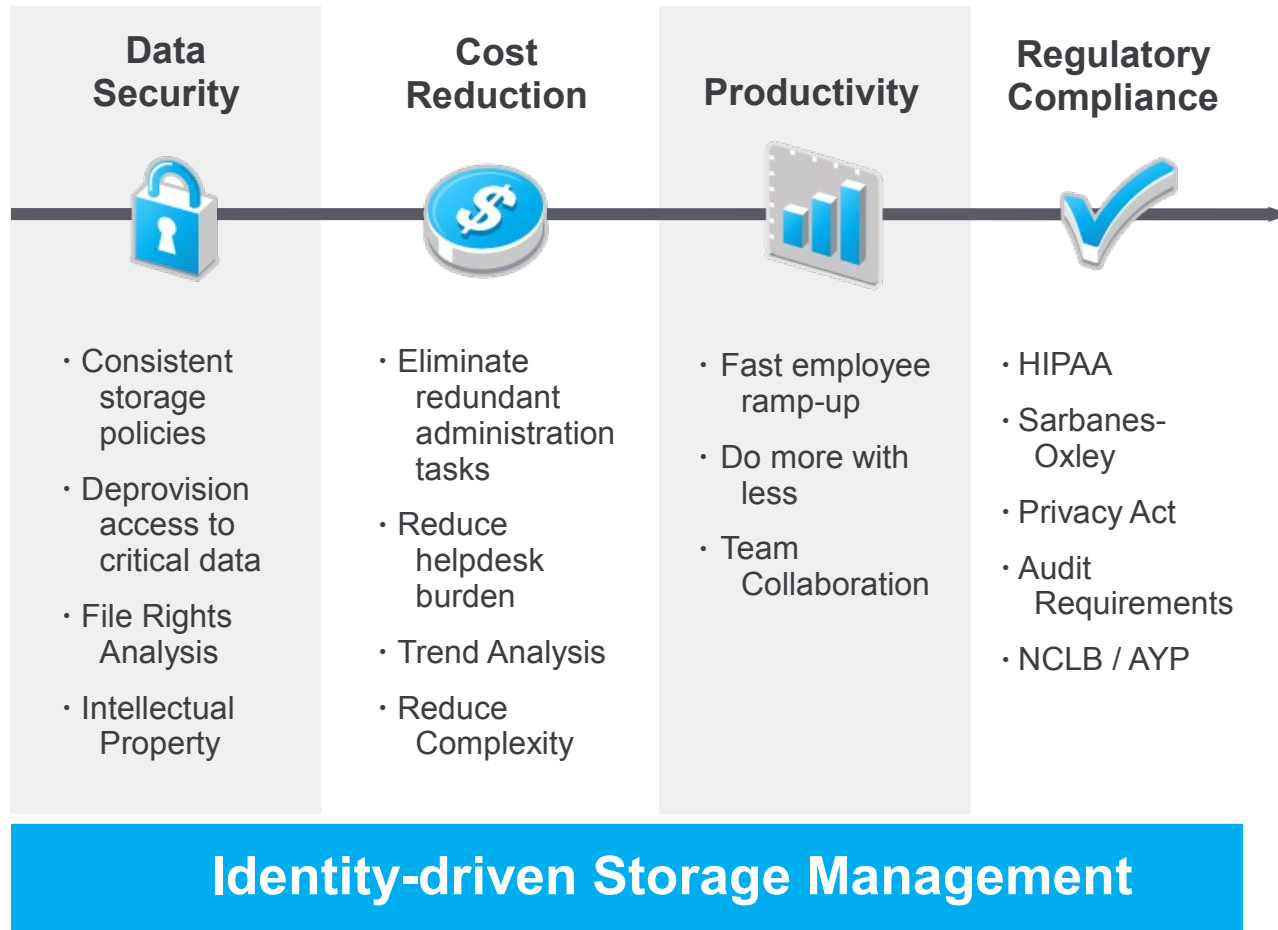 Data
Security
Cost
Reduction
Productivity
Regulatory
Compliance
$
· Consistent
storage
policies
· Deprovision
access to
critical data
· File Rights
Analysis
· Intellectual
Property
· Eliminate
redundant
administration
tasks
· Reduce
helpdesk
burden
· Trend Analysis
· Reduce
Complexity
· Fast employee
ramp-up
· Do more with
less
· Team
Collaboration
· HIPAA
· Sarbanes-
Oxley
· Privacy Act
· Audit
Requirements
· NCLB / AYP
Identity-driven Storage Management